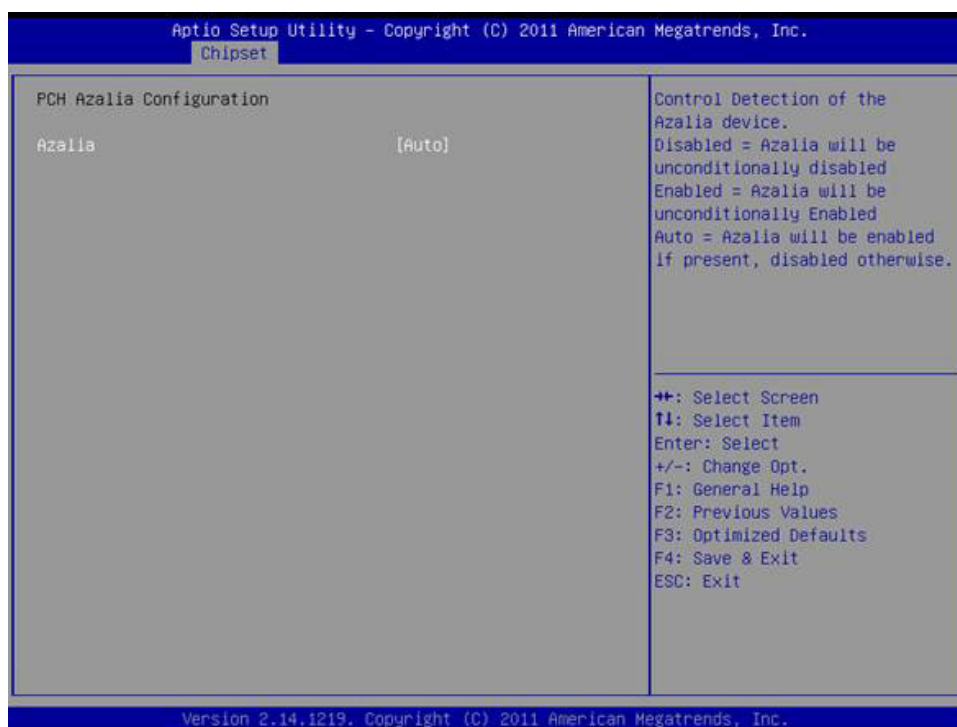 Aptio Setup Utility – Copyright (C) 2011 American Megatrends, Inc.
Chipset
PCH Azalia Configuration
Azalia [Auto]
Control Detection of the
Azalia device.
Disabled = Azalia will be
unconditionally disabled
Enabled = Azalia will be
unconditionally Enabled
Auto = Azalia will be enabled
if present, disabled otherwise.
→←: Select Screen
↑↓: Select Item
Enter: Select
+/-: Change Opt.
F1: General Help
F2: Previous Values
F3: Optimized Defaults
F4: Save & Exit
ESC: Exit
Version 2.14.1219. Copyright (C) 2011 American Megatrends, Inc.